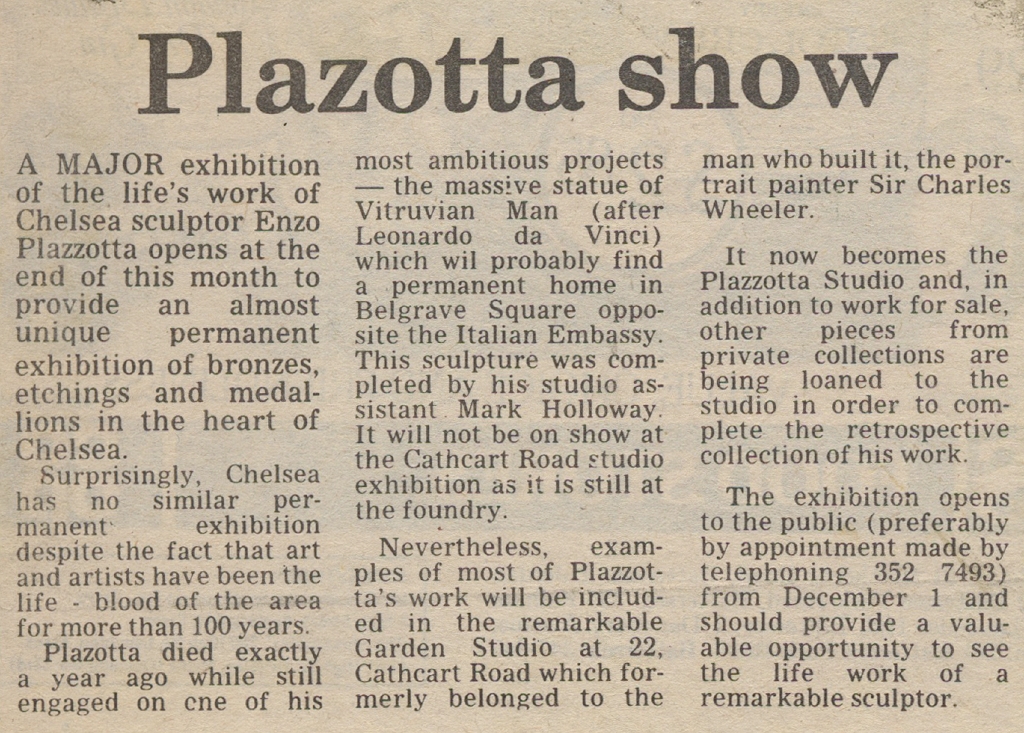 Plazotta show
A MAJOR exhibition
of the life's work of
Chelsea sculptor Enzo
Plazzotta opens at the
end of this month to
provide an almost
unique permanent
exhibition of bronzes,
etchings and medal-
lions in the heart of
Chelsea.
Surprisingly, Chelsea
has no similar per-
manent exhibition
despite the fact that art
and artists have been the
life - blood of the area
for more than 100 years.
Plazotta died exactly
a year ago while still
engaged on cne of his
most ambitious projects
— the massive statue of
Vitruvian Man (after
Leonardo da Vinci)
which wil probably find
a permanent home in
Belgrave Square oppo-
site the Italian Embassy.
This sculpture was com-
pleted by his studio as-
sistant Mark Holloway.
It will not be on show at
the Cathcart Road studio
exhibition as it is still at
the foundry.
Nevertheless, exam-
ples of most of Plazzot-
ta's work will be includ-
ed in the remarkable
Garden Studio at 22,
Cathcart Road which for-
merly belonged to the
man who built it, the por-
trait painter Sir Charles
Wheeler.
It now becomes the
Plazzotta Studio and, in
addition to work for sale,
other pieces from
private collections are
being loaned to the
studio in order to com-
plete the retrospective
collection of his work.
The exhibition opens
to the public (preferably
by appointment made by
telephoning 352 7493)
from December 1 and
should provide a valu-
able opportunity to see
the life work of a
remarkable sculptor.